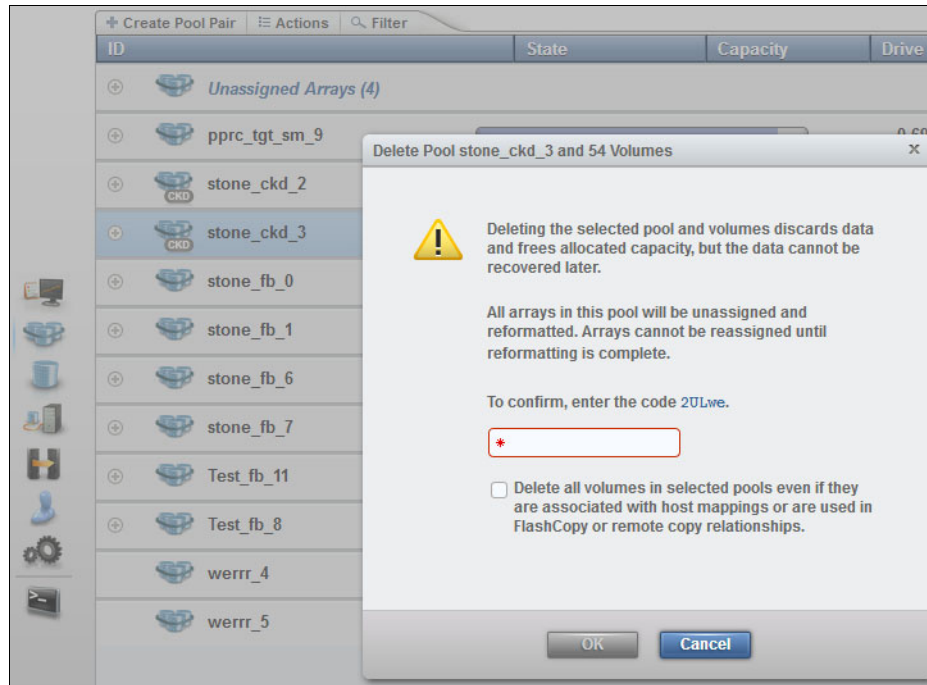 Create Pool Pair Actions Filter
ID State Capacity Drive
Unassigned Arrays (4)
pprc_tgt_sm_9
stone_ckd_2
CKD
stone_ckd_3
CKD
stone_fb_0
stone_fb_1
stone_fb_6
stone_fb_7
Test_fb_11
Test_fb_8
werrr_4
werrr_5
Delete Pool stone_ckd_3 and 54 Volumes
Deleting the selected pool and volumes discards data
and frees allocated capacity, but the data cannot be
recovered later.
All arrays in this pool will be unassigned and
reformatted. Arrays cannot be reassigned until
reformatting is complete.
To confirm, enter the code 2ULwe.
*
Delete all volumes in selected pools even if they
are associated with host mappings or are used in
FlashCopy or remote copy relationships.
OK Cancel